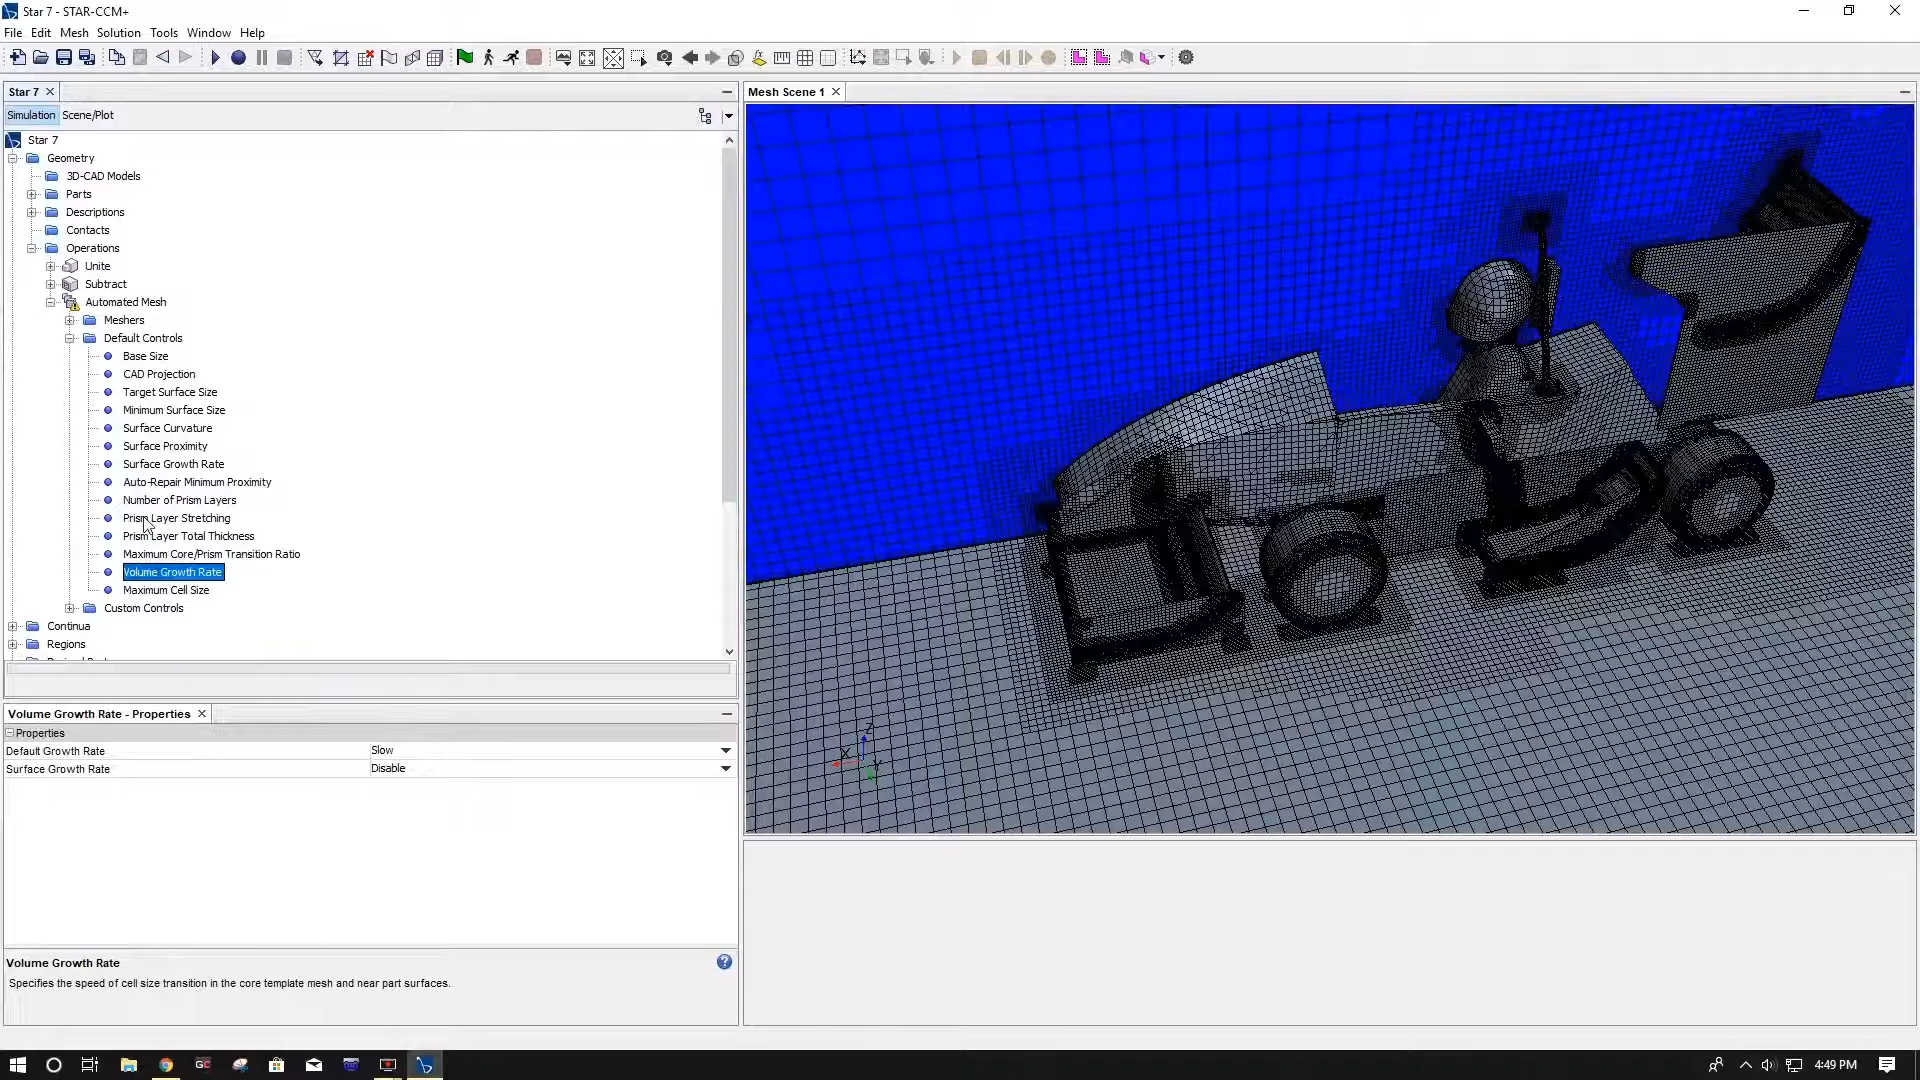 Star 7 - STAR-CCM+
File Edit Mesh Solution Tools Window Help
Star 7
Mesh Scene 1
Simulation Scene/Plot
Star 7
Geometry
3D-CAD Models
Parts
Descriptions
Contacts
Operations
Unite
Subtract
Automated Mesh
Meshers
Default Controls
Base Size
CAD Projection
Target Surface Size
Minimum Surface Size
Surface Curvature
Surface Proximity
Surface Growth Rate
Auto-Repair Minimum Proximity
Number of Prism Layers
Prism Layer Stretching
Prism Layer Total Thickness
Maximum Core/Prism Transition Ratio
Volume Growth Rate
Maximum Cell Size
Custom Controls
Continua
Regions
Z
X
Y
Volume Growth Rate - Properties
Properties
Default Growth Rate Slow
Surface Growth Rate Disable
Volume Growth Rate
Specifies the speed of cell size transition in the core template mesh and near part surfaces.
GC
4:49 PM